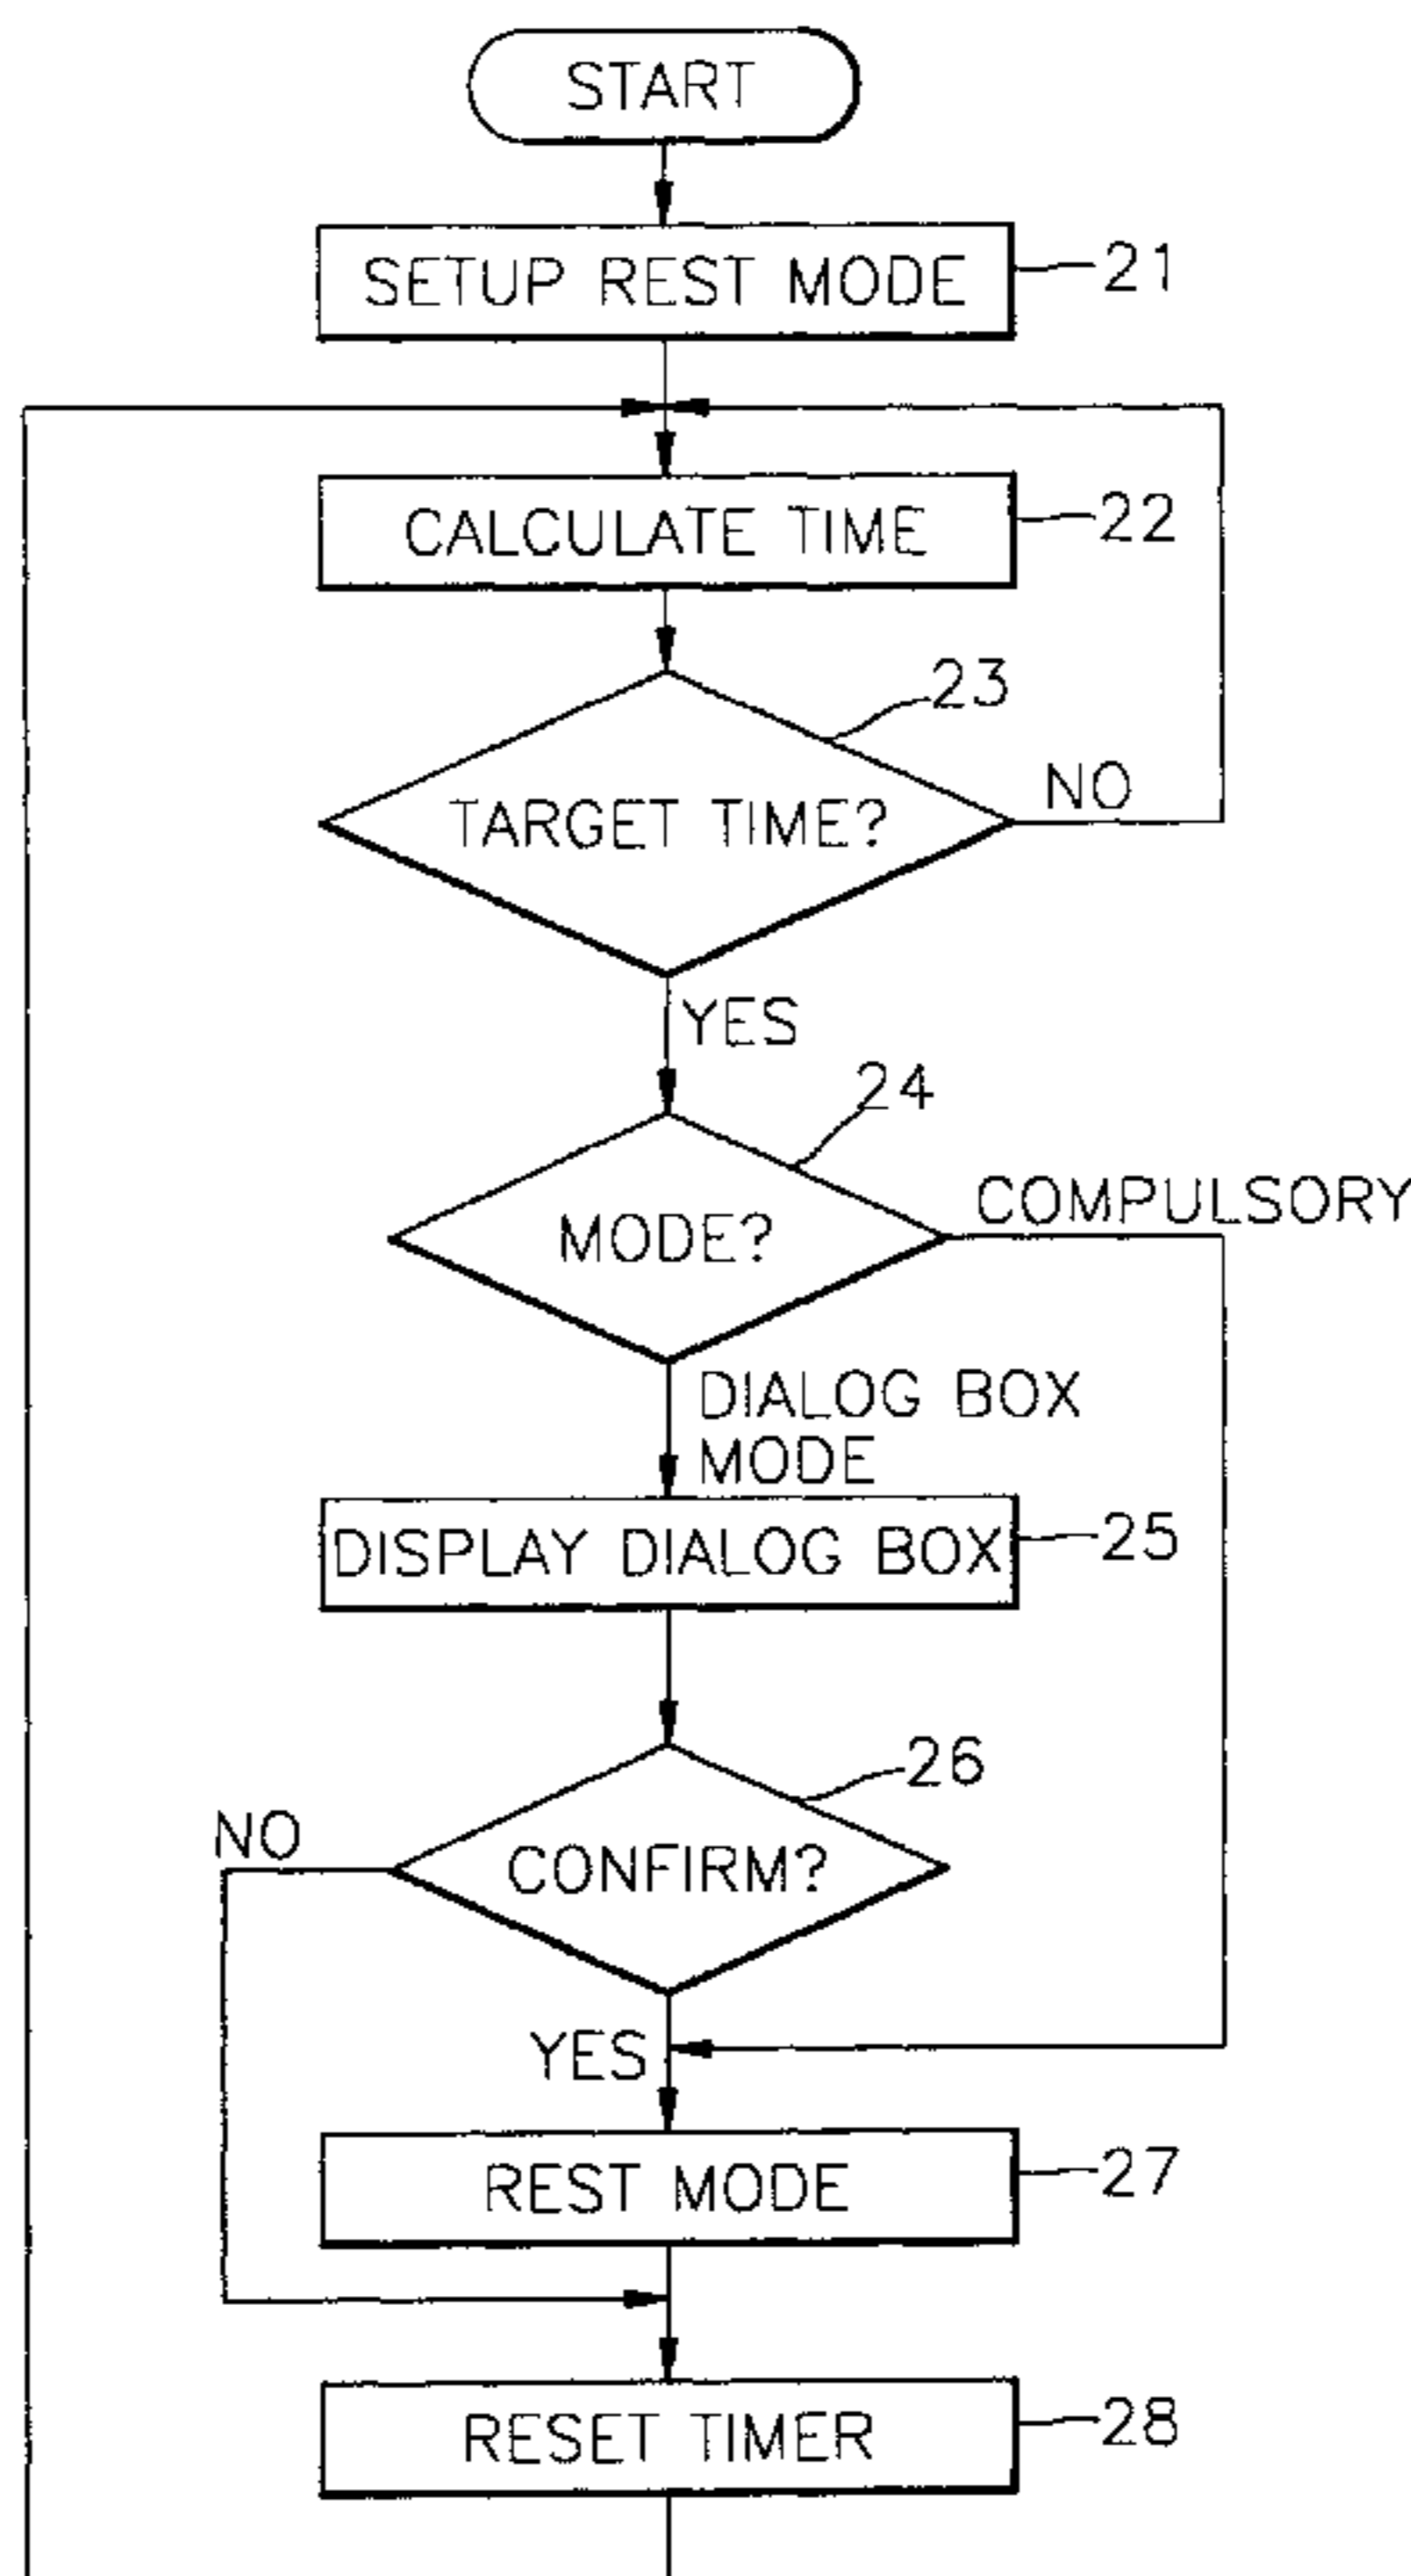 START
SETUP REST MODE
21
CALCULATE TIME
22
23
TARGET TIME?
NO
YES
24
MODE?
COMPULSORY
DIALOG BOX
MODE
DISPLAY DIALOG BOX
25
26
NO
CONFIRM?
YES
REST MODE
27
RESET TIMER
28